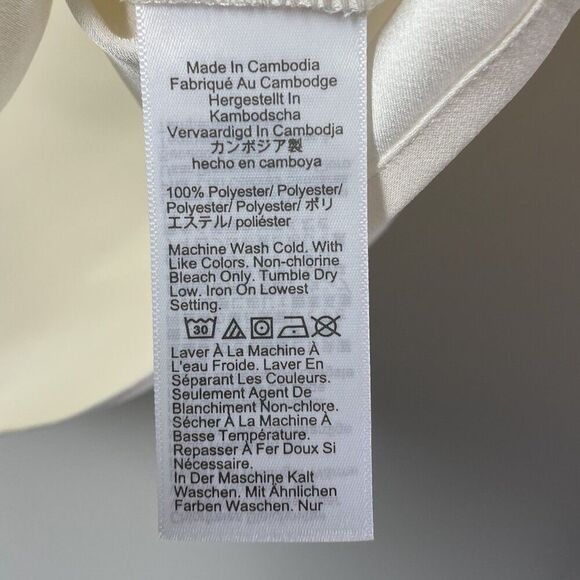 Made In Cambodia
Fabriqué Au Cambodge
Hergestellt In
Kambodscha
Vervaardigd In Cambodja
カンボジア製
hecho en camboya
100% Polyester/ Polyester/
Polyester/ Polyester/ ポリ
エステル/ poliéster
Machine Wash Cold. With
Like Colors. Non-chlorine
Bleach Only. Tumble Dry
Low. Iron On Lowest
Setting.
30
Laver À La Machine À
L'eau Froide. Laver En
Séparant Les Couleurs.
Seulement Agent De
Blanchiment Non-chlore.
Sécher À La Machine À
Basse Température.
Repasser À Fer Doux Si
Nécessaire.
In Der Maschine Kalt
Waschen. Mit Ähnlichen
Farben Waschen. Nur